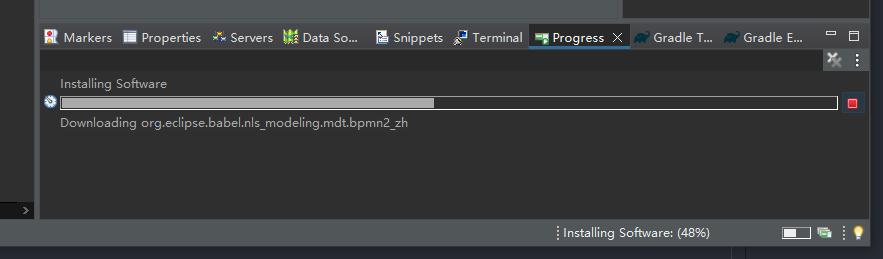 Markers Properties Servers Data So... Snippets Terminal Progress Gradle T... Gradle E...
Installing Software
Downloading org.eclipse.babel.nls_modeling.mdt.bpmn2_zh
Installing Software: (48%)